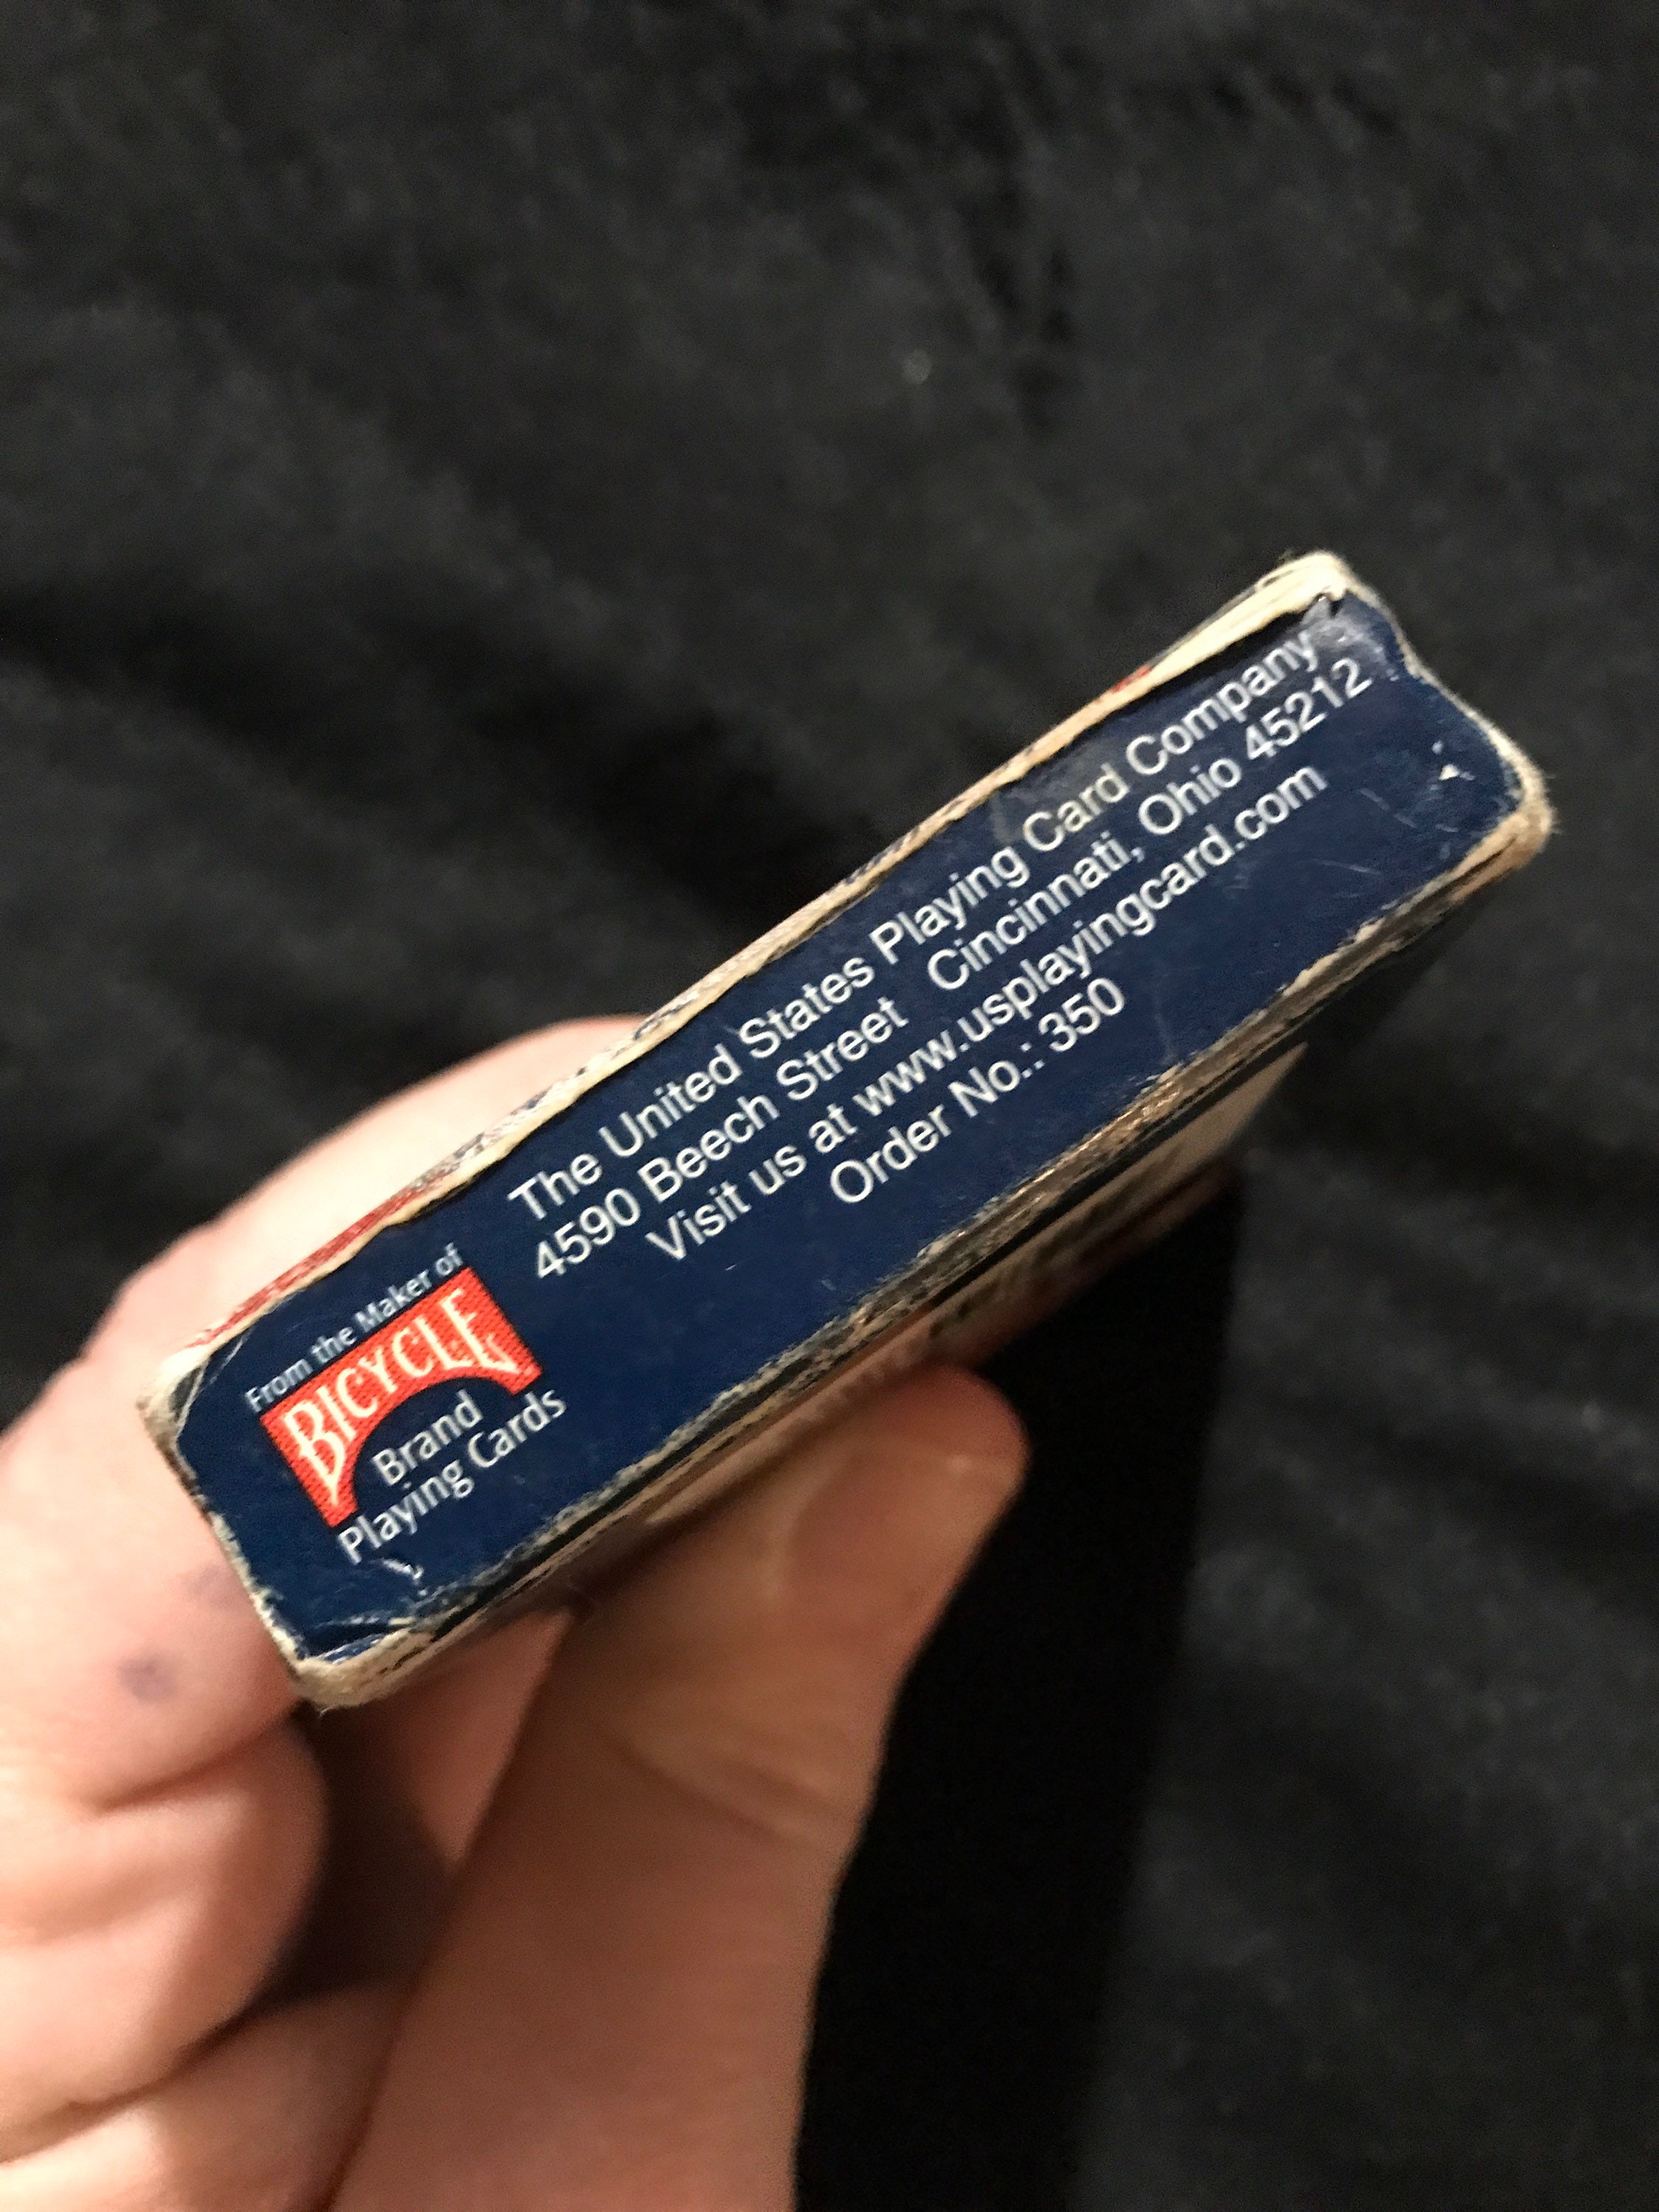 From the Maker of
BICYCLE
Brand
Playing Cards
The United States Playing Card Company
4590 Beech Street Cincinnati, Ohio 45212
Visit us at www.usplayingcard.com
Order No.: 350